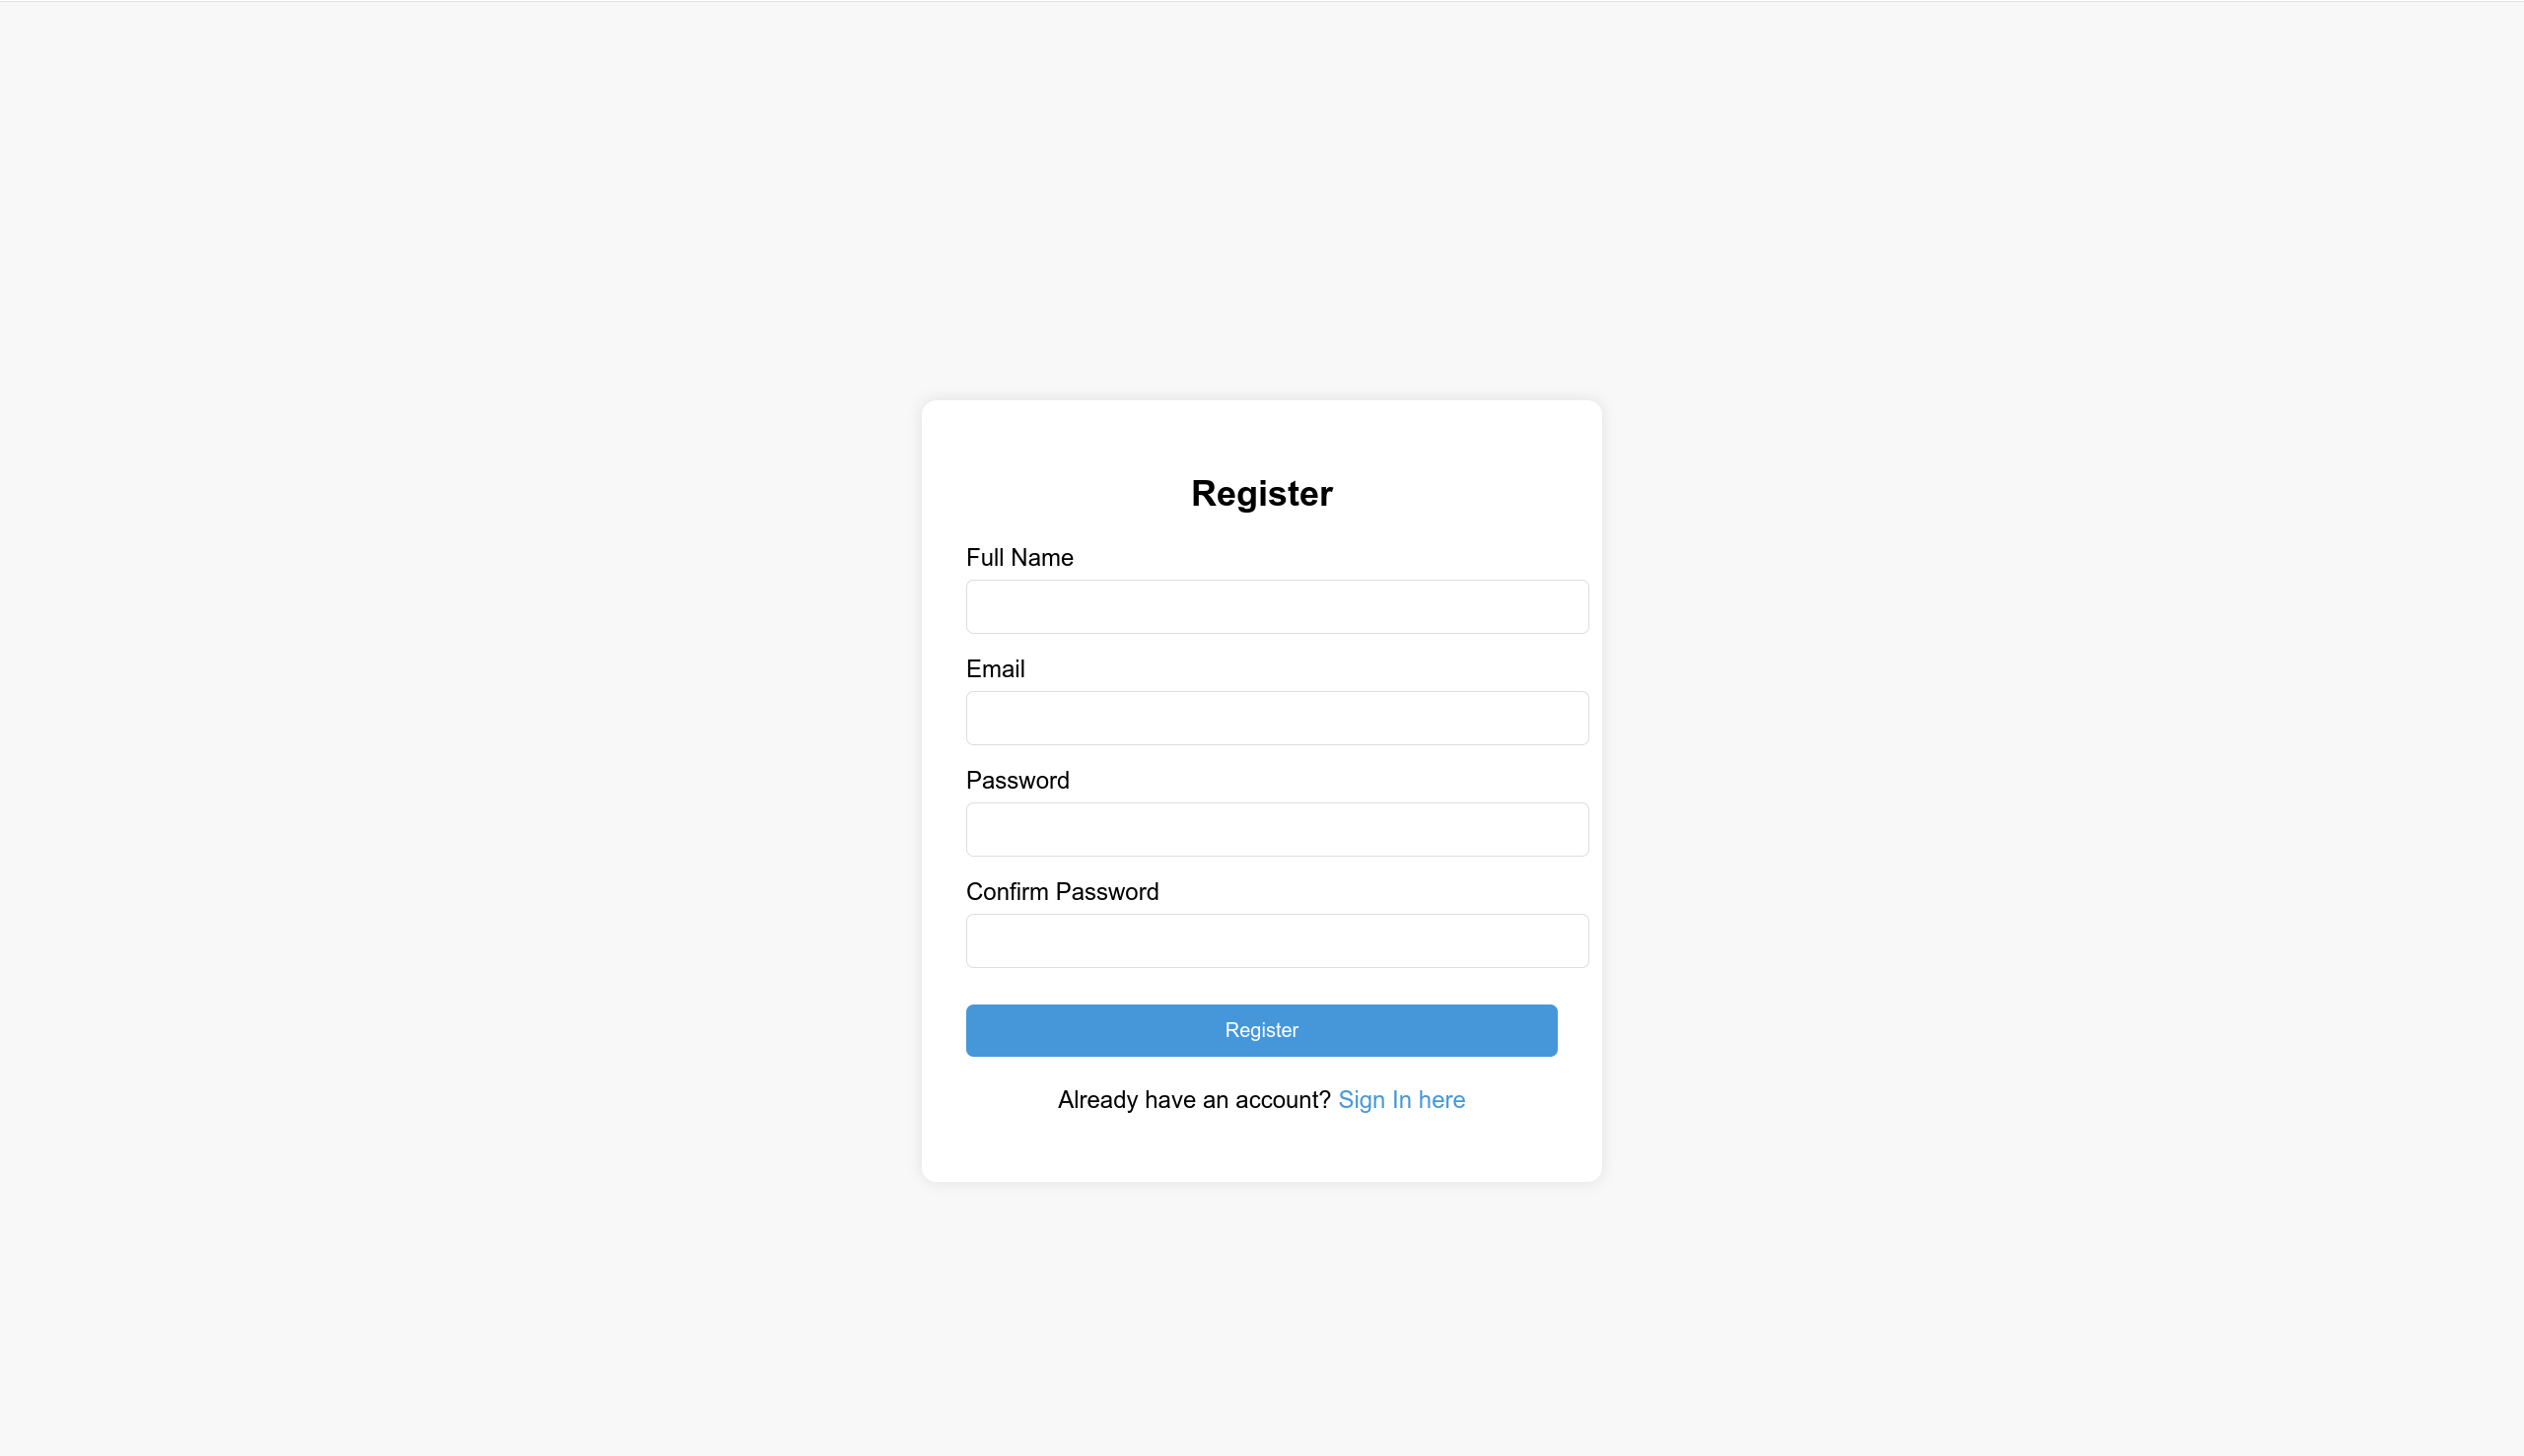 Register
Full Name
Email
Password
Confirm Password
Register
Already have an account? Sign In here